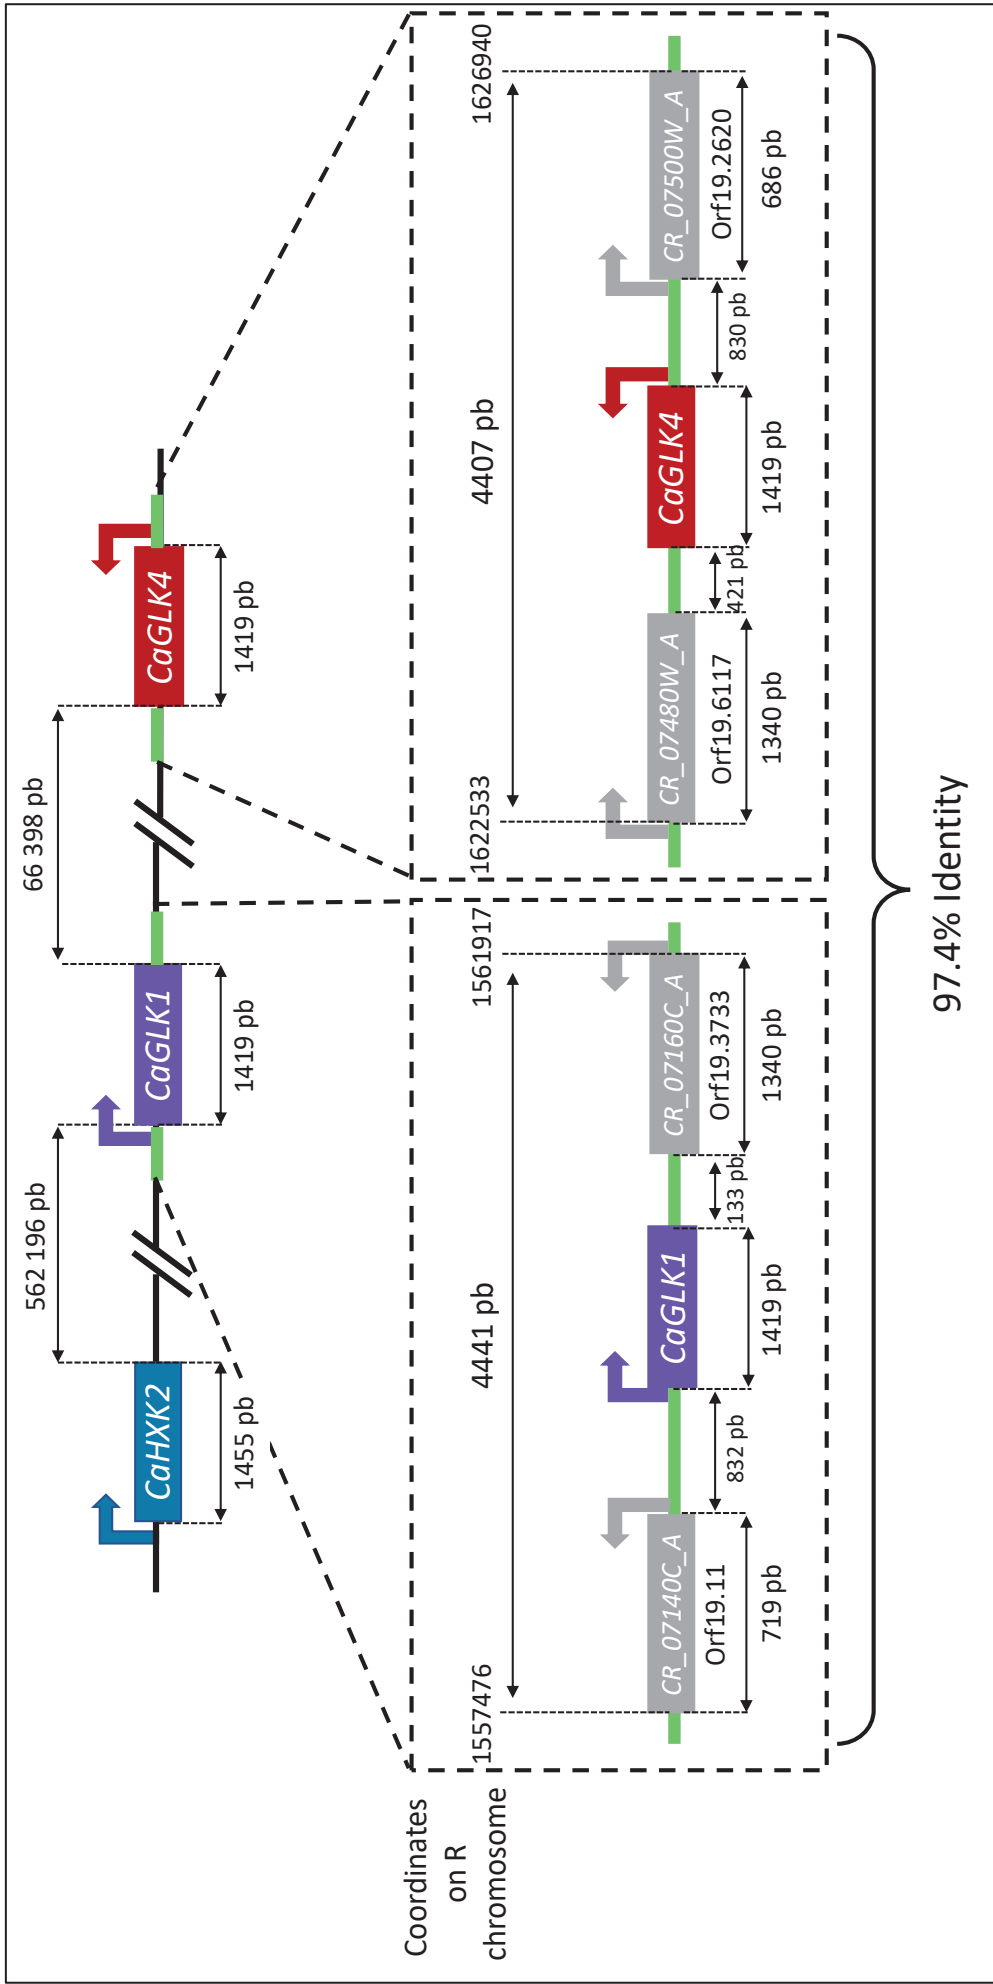 562 196 pb
66 398 pb
CaHXK2
CaGLK1
CaGLK4
1455 pb
1419 pb
1419 pb
Coordinates
on R
chromosome
1557476
1561917
4441 pb
CR_07140C_A
CaGLK1
CR_07160C_A
Orf19.11
832 pb
133 pb
Orf19.3733
719 pb
1419 pb
1340 pb
1622533
1626940
4407 pb
CR_07480W_A
CaGLK4
CR_07500W_A
Orf19.6117
421 pb
830 pb
Orf19.2620
1340 pb
1419 pb
686 pb
97.4% Identity